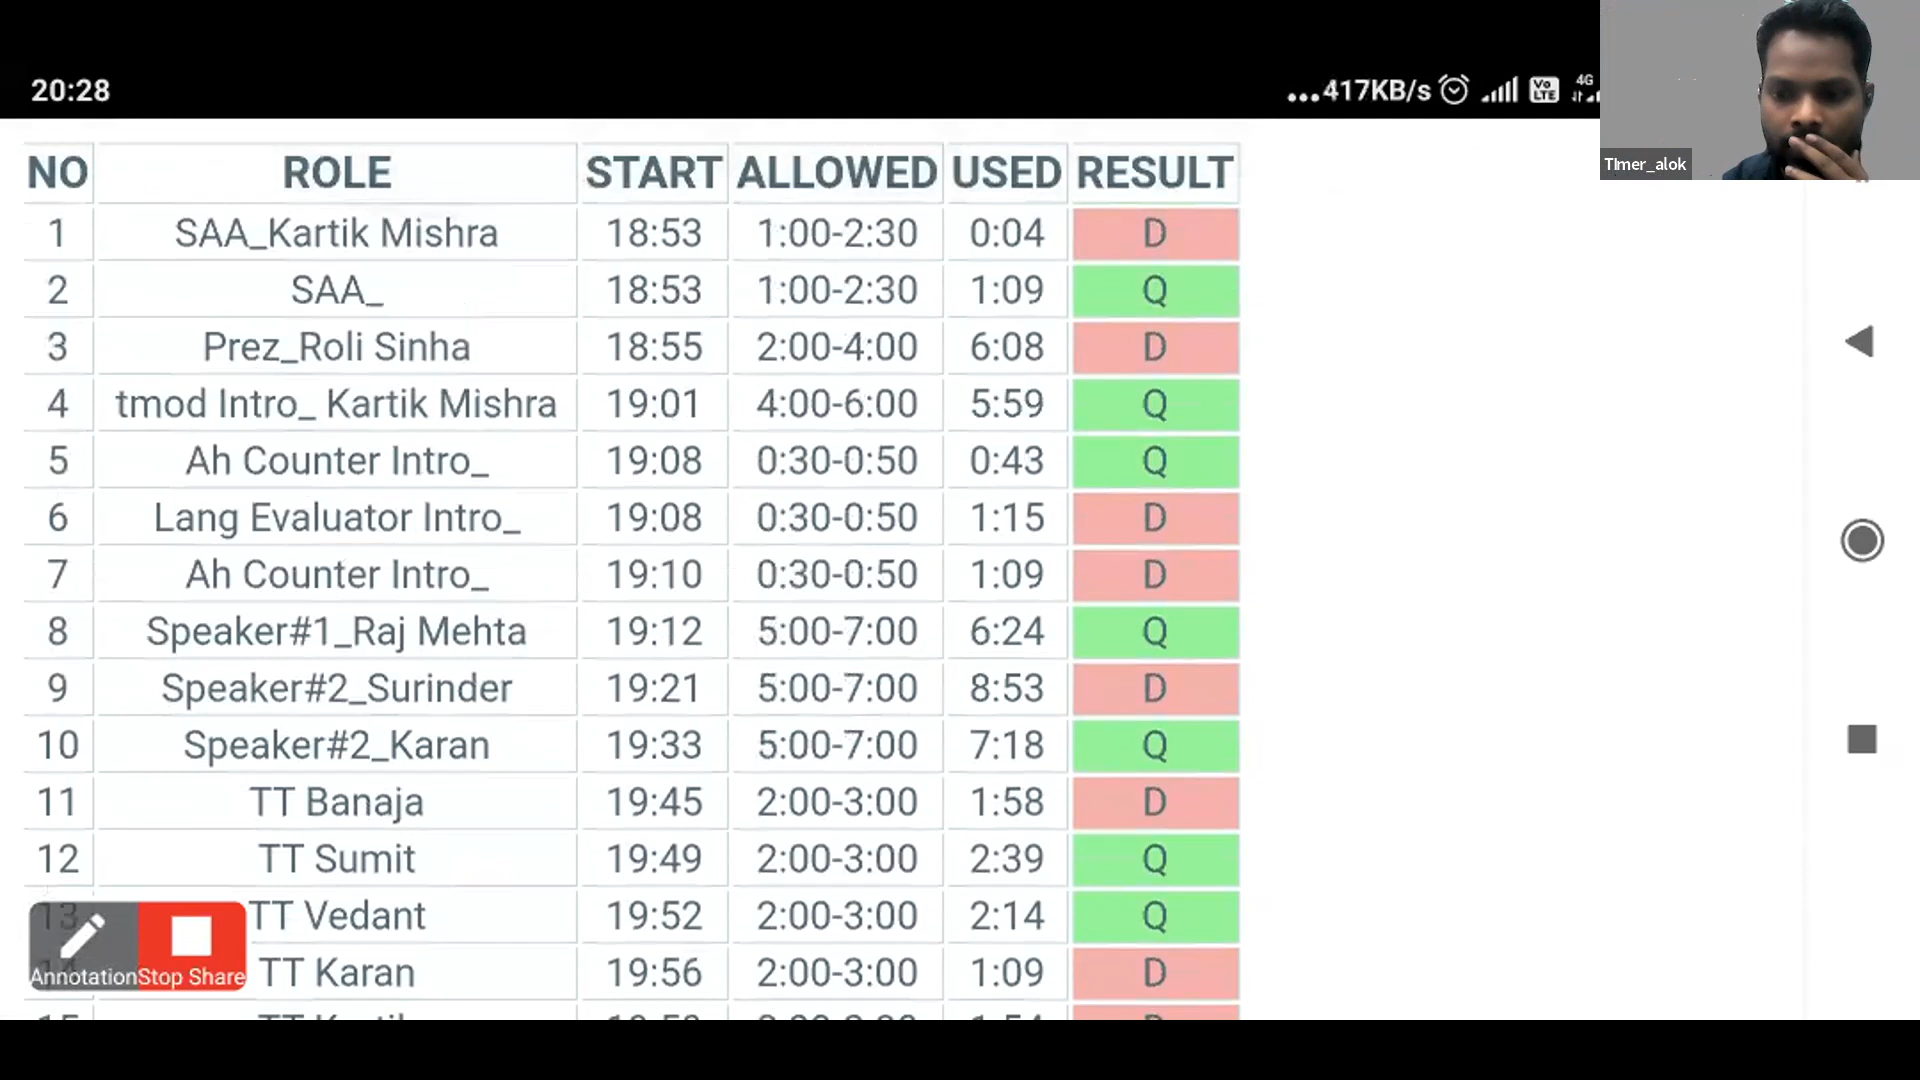 20:28
...417KB/s Vo LTE 4G
TImer_alok
NO ROLE START ALLOWED USED RESULT
1 SAA_Kartik Mishra 18:53 1:00-2:30 0:04 D
2 SAA_ 18:53 1:00-2:30 1:09 Q
3 Prez_Roli Sinha 18:55 2:00-4:00 6:08 D
4 tmod Intro_ Kartik Mishra 19:01 4:00-6:00 5:59 Q
5 Ah Counter Intro_ 19:08 0:30-0:50 0:43 Q
6 Lang Evaluator Intro_ 19:08 0:30-0:50 1:15 D
7 Ah Counter Intro_ 19:10 0:30-0:50 1:09 D
8 Speaker#1_Raj Mehta 19:12 5:00-7:00 6:24 Q
9 Speaker#2_Surinder 19:21 5:00-7:00 8:53 D
10 Speaker#2_Karan 19:33 5:00-7:00 7:18 Q
11 TT Banaja 19:45 2:00-3:00 1:58 D
12 TT Sumit 19:49 2:00-3:00 2:39 Q
13 TT Vedant 19:52 2:00-3:00 2:14 Q
14 TT Karan 19:56 2:00-3:00 1:09 D
Annotation Stop Share